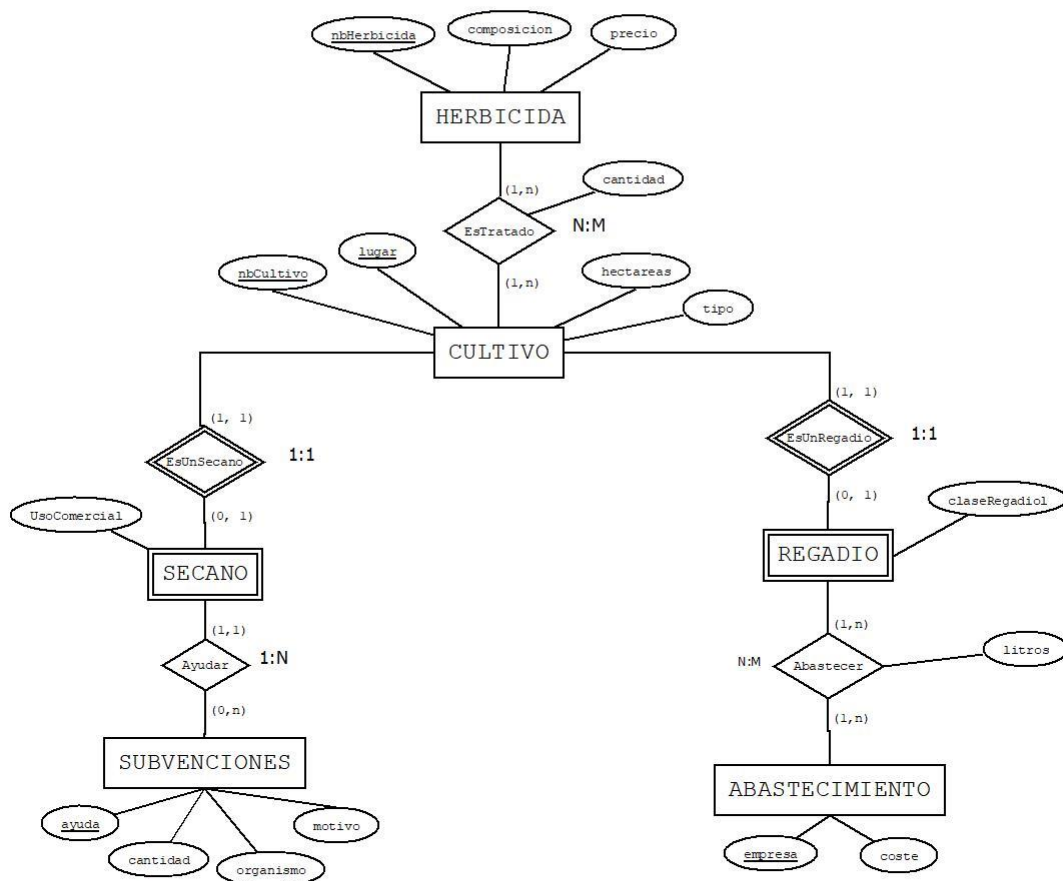 nbHerbicida
composicion
precio
HERBICIDA
cantidad
(1,n)
EsTratado
N:M
lugar
nbCultivo
(1,n)
hectareas
tipo
CULTIVO
(1, 1)
(1, 1)
EsUnSecano
1:1
EsUnRegadio
1:1
UsoComercial
(0, 1)
(0, 1)
claseRegadiol
SECANO
REGADIO
(1,1)
(1,n)
Ayudar
1:N
N:M
Abastecer
litros
(0,n)
(1,n)
SUBVENCIONES
ABASTECIMIENTO
ayuda
motivo
cantidad
organismo
empresa
coste